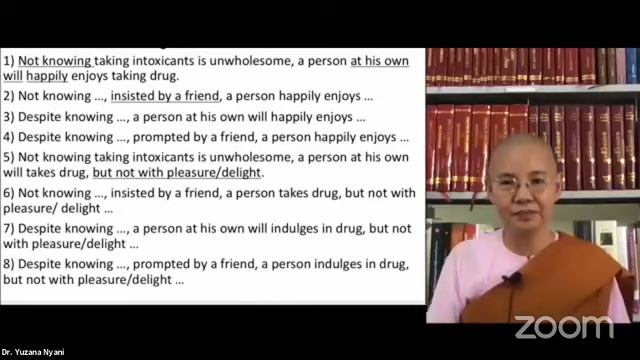 1) Not knowing taking intoxicants is unwholesome, a person at his own
will happily enjoys taking drug.
2) Not knowing ..., insisted by a friend, a person happily enjoys ...
3) Despite knowing ..., a person at his own will happily enjoys ...
4) Despite knowing ..., prompted by a friend, a person happily enjoys ...
5) Not knowing taking intoxicants is unwholesome, a person at his own
will takes drug, but not with pleasure/delight.
6) Not knowing ..., insisted by a friend, a person takes drug, but not with
pleasure/ delight ...
7) Despite knowing ..., a person at his own will indulges in drug, but not
with pleasure/delight ...
8) Despite knowing ..., prompted by a friend, a person indulges in drug,
but not with pleasure/delight ...
zoom
Dr. Yuzana Nyani